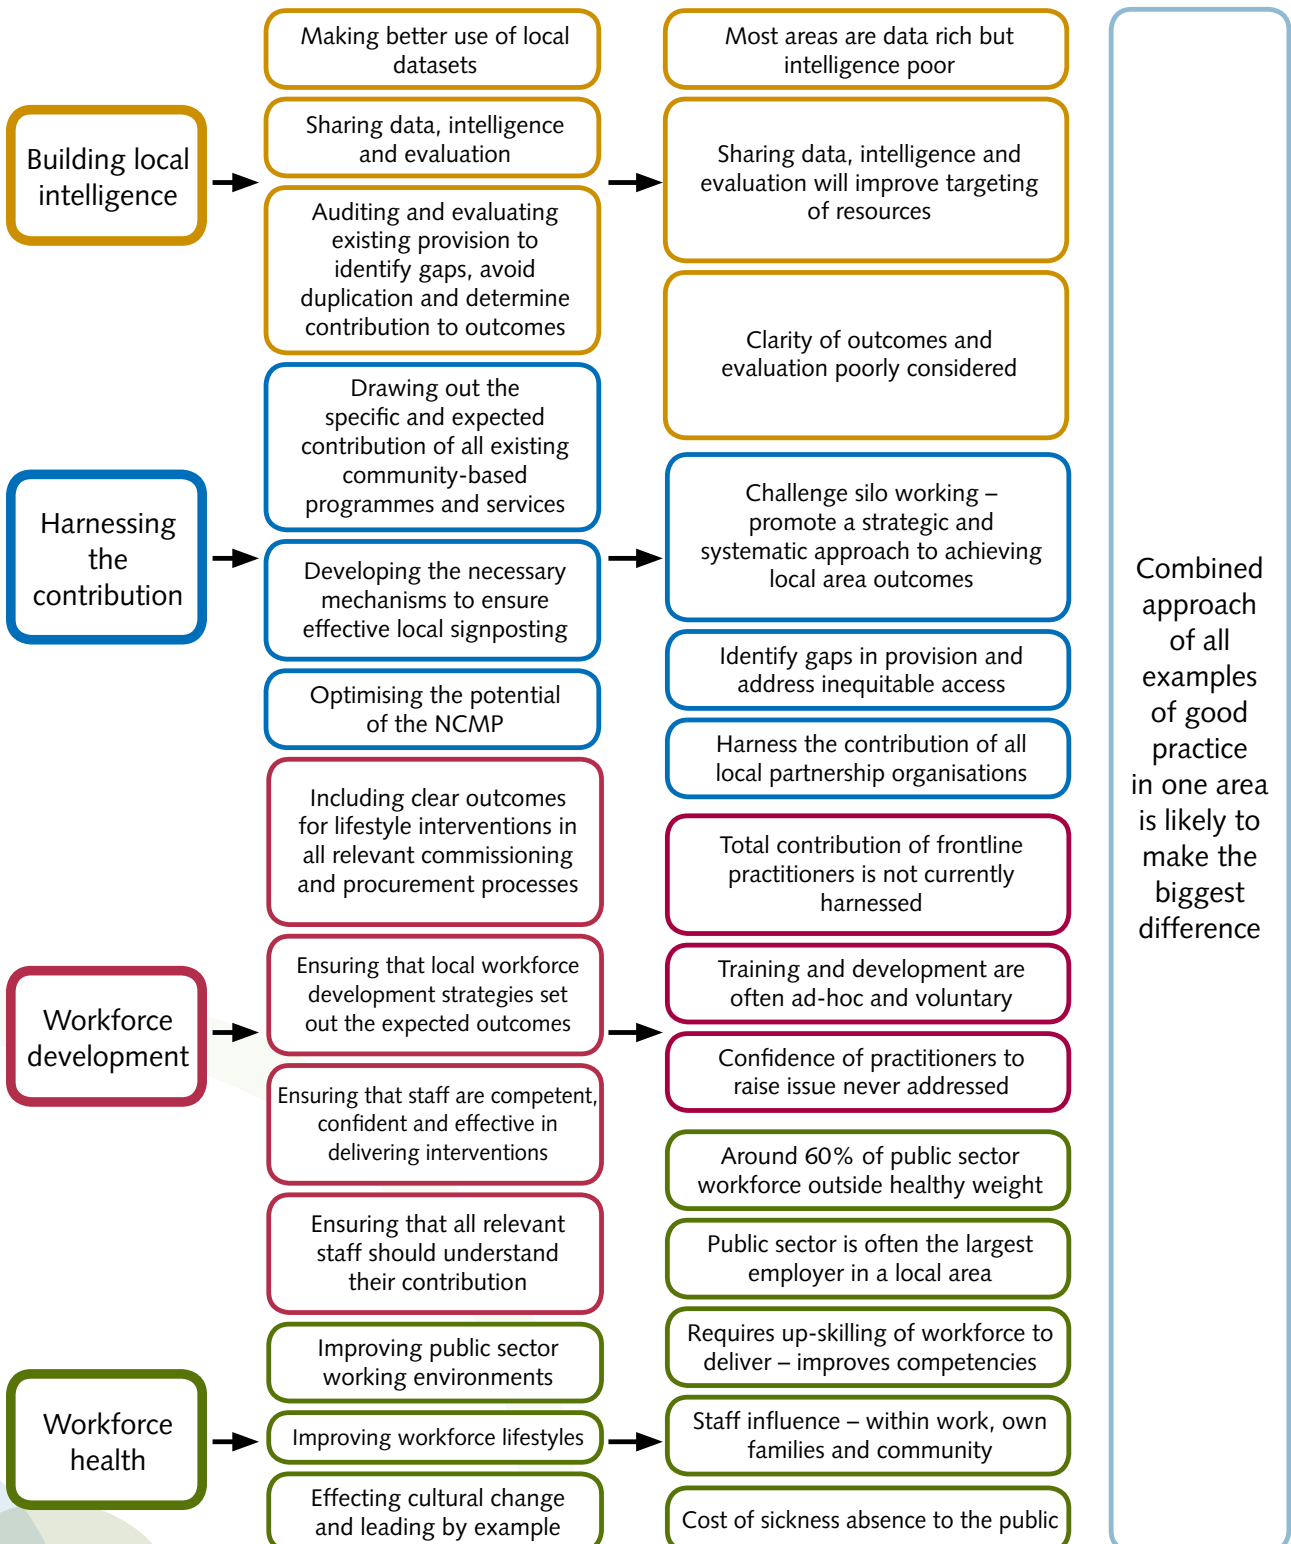 Building local
intelligence
Making better use of local
datasets
Sharing data, intelligence
and evaluation
Auditing and evaluating
existing provision to
identify gaps, avoid
duplication and determine
contribution to outcomes
Most areas are data rich but
intelligence poor
Sharing data, intelligence and
evaluation will improve targeting
of resources
Clarity of outcomes and
evaluation poorly considered
Harnessing
the
contribution
Drawing out the
specific and expected
contribution of all existing
community-based
programmes and services
Developing the necessary
mechanisms to ensure
effective local signposting
Optimising the potential
of the NCMP
Challenge silo working –
promote a strategic and
systematic approach to achieving
local area outcomes
Identify gaps in provision and
address inequitable access
Harness the contribution of all
local partnership organisations
Workforce
development
Including clear outcomes
for lifestyle interventions in
all relevant commissioning
and procurement processes
Ensuring that local workforce
development strategies set
out the expected outcomes
Ensuring that staff are competent,
confident and effective in
delivering interventions
Ensuring that all relevant
staff should understand
their contribution
Total contribution of frontline
practitioners is not currently
harnessed
Training and development are
often ad-hoc and voluntary
Confidence of practitioners to
raise issue never addressed
Workforce
health
Improving public sector
working environments
Improving workforce lifestyles
Effecting cultural change
and leading by example
Around 60% of public sector
workforce outside healthy weight
Public sector is often the largest
employer in a local area
Requires up-skilling of workforce to
deliver – improves competencies
Staff influence – within work, own
families and community
Cost of sickness absence to the public
Combined
approach
of all
examples
of good
practice
in one area
is likely to
make the
biggest
difference